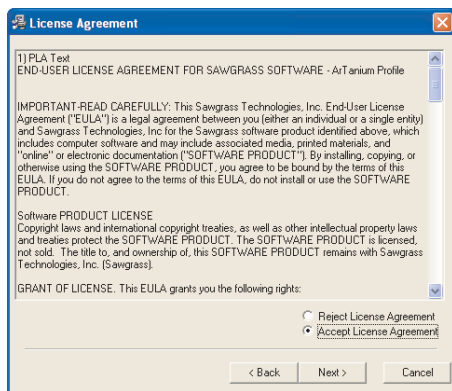 License Agreement
1) PLA Text
END-USER LICENSE AGREEMENT FOR SAWGRASS SOFTWARE - ArTanium Profile
IMPORTANT-READ CAREFULLY: This Sawgrass Technologies, Inc. End-User License
Agreement ("EULA") is a legal agreement between you (either an individual or a single entity)
and Sawgrass Technologies, Inc for the Sawgrass software product identified above, which
includes computer software and may include associated media, printed materials, and
"online" or electronic documentation ("SOFTWARE PRODUCT"). By installing, copying, or
otherwise using the SOFTWARE PRODUCT, you agree to be bound by the terms of this
EULA. If you do not agree to the terms of this EULA, do not install or use the SOFTWARE
PRODUCT.
Software PRODUCT LICENSE
Copyright laws and international copyright treaties, as well as other intellectual property laws
and treaties protect the SOFTWARE PRODUCT. The SOFTWARE PRODUCT is licensed,
not sold. The title to, and ownership of, this SOFTWARE PRODUCT remains with Sawgrass
Technologies, Inc. (Sawgrass).
GRANT OF LICENSE. This EULA grants you the following rights:
Reject License Agreement
Accept License Agreement
< Back Next > Cancel